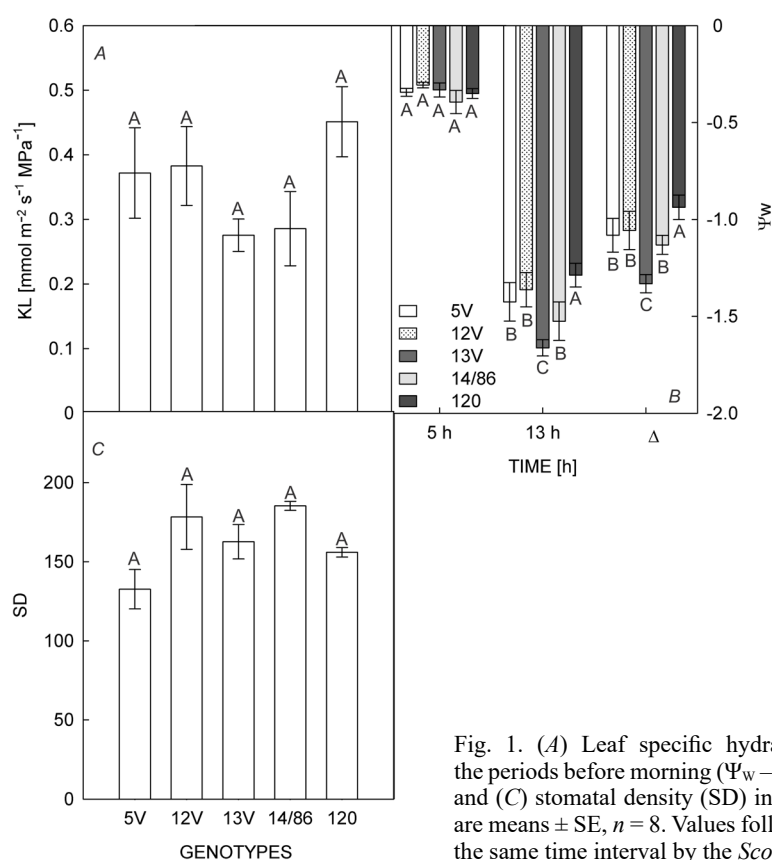 A
KL [mmol m⁻² s⁻¹ MPa⁻¹]
0.6
0.5
0.4
0.3
0.2
0.1
0
A A A A A
0
-0.5
-1.0
-1.5
-2.0
Ψw
A A A A A
B B C B A
B B C B A
5V
12V
13V
14/86
120
B
5 h 13 h Δ
TIME [h]
C
SD
200
150
100
50
0
A A A A A
5V 12V 13V 14/86 120
GENOTYPES
Fig. 1. (A) Leaf specific hydra
the periods before morning (Ψw –
and (C) stomatal density (SD) in
are means ± SE, n = 8. Values foll
the same time interval by the Sco